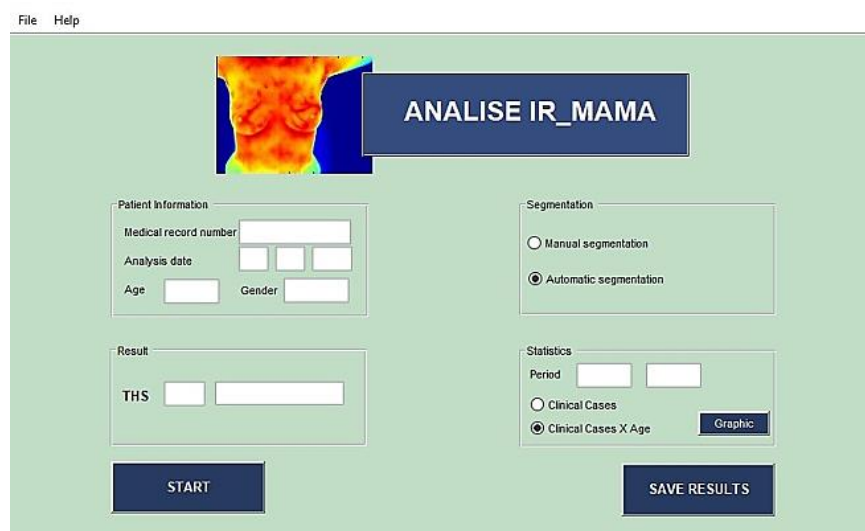 File Help
ANALISE IR_MAMA
Patient Information
Medical record number
Analysis date
Age Gender
Segmentation
Manual segmentation
Automatic segmentation
Result
THS
Statistics
Period
Clinical Cases
Clinical Cases X Age
Graphic
START
SAVE RESULTS